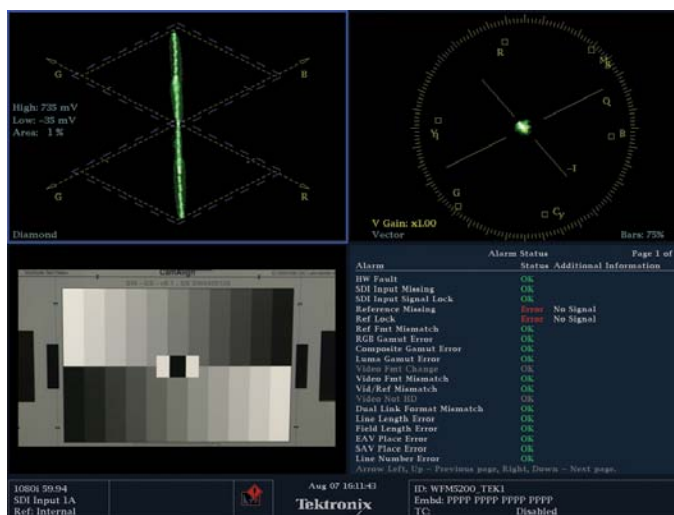 G
B
High: 735 mV
Low: -35 mV
Area: 1 %
G
R
Diamond
R
Q
B
-I
G
Cy
V Gain: x1.00
Vector
Bars: 75%
CamAlign
Alarm Status
Page 1 of
Alarm Status Additional Information
HW Fault OK
SDI Input Missing OK
SDI Input Signal Lock OK
Reference Missing Error No Signal
Ref Lock Error No Signal
Ref Fmt Mismatch OK
RGB Gamut Error OK
Composite Gamut Error OK
Luma Gamut Error OK
Video Fmt Change OK
Video Fmt Mismatch OK
Vid/Ref Mismatch OK
Video Not HD OK
Dual Link Format Mismatch OK
Line Length Error OK
Field Length Error OK
EAV Place Error OK
SAV Place Error OK
Line Number Error OK
Arrow Left, Up - Previous page, Right, Down - Next page.
1080i 59.94
SDI Input 1A
Ref: Internal
Aug 07 16:11:43
Tektronix
ID: WFM5200_TEK1
Embd: PPPP PPPP PPPP PPPP
TC: Disabled